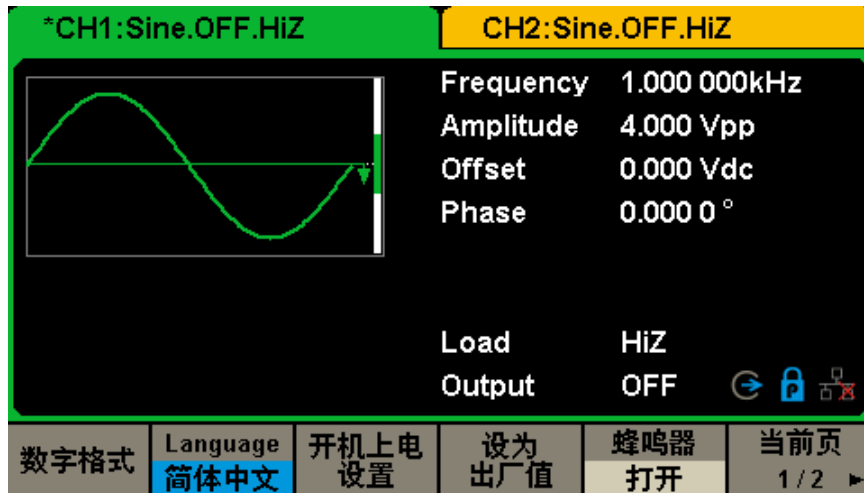 *CH1:Sine.OFF.HiZ
CH2:Sine.OFF.HiZ
Frequency 1.000 000kHz
Amplitude 4.000 Vpp
Offset 0.000 Vdc
Phase 0.000 0 °
Load HiZ
Output OFF
P
数字格式
Language
简体中文
开机上电
设置
设为
出厂值
蜂鸣器
打开
当前页
1/2 ►